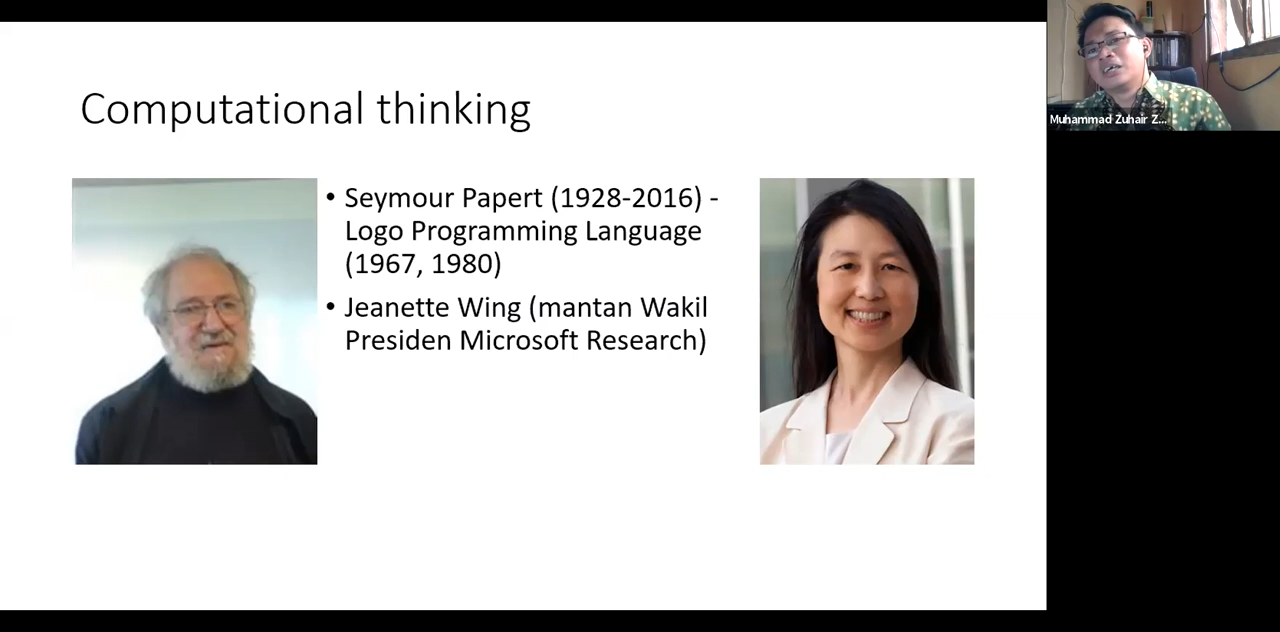 Computational thinking
• Seymour Papert (1928-2016) -
Logo Programming Language
(1967, 1980)
• Jeanette Wing (mantan Wakil
Presiden Microsoft Research)
Muhammad Zuhair Z...